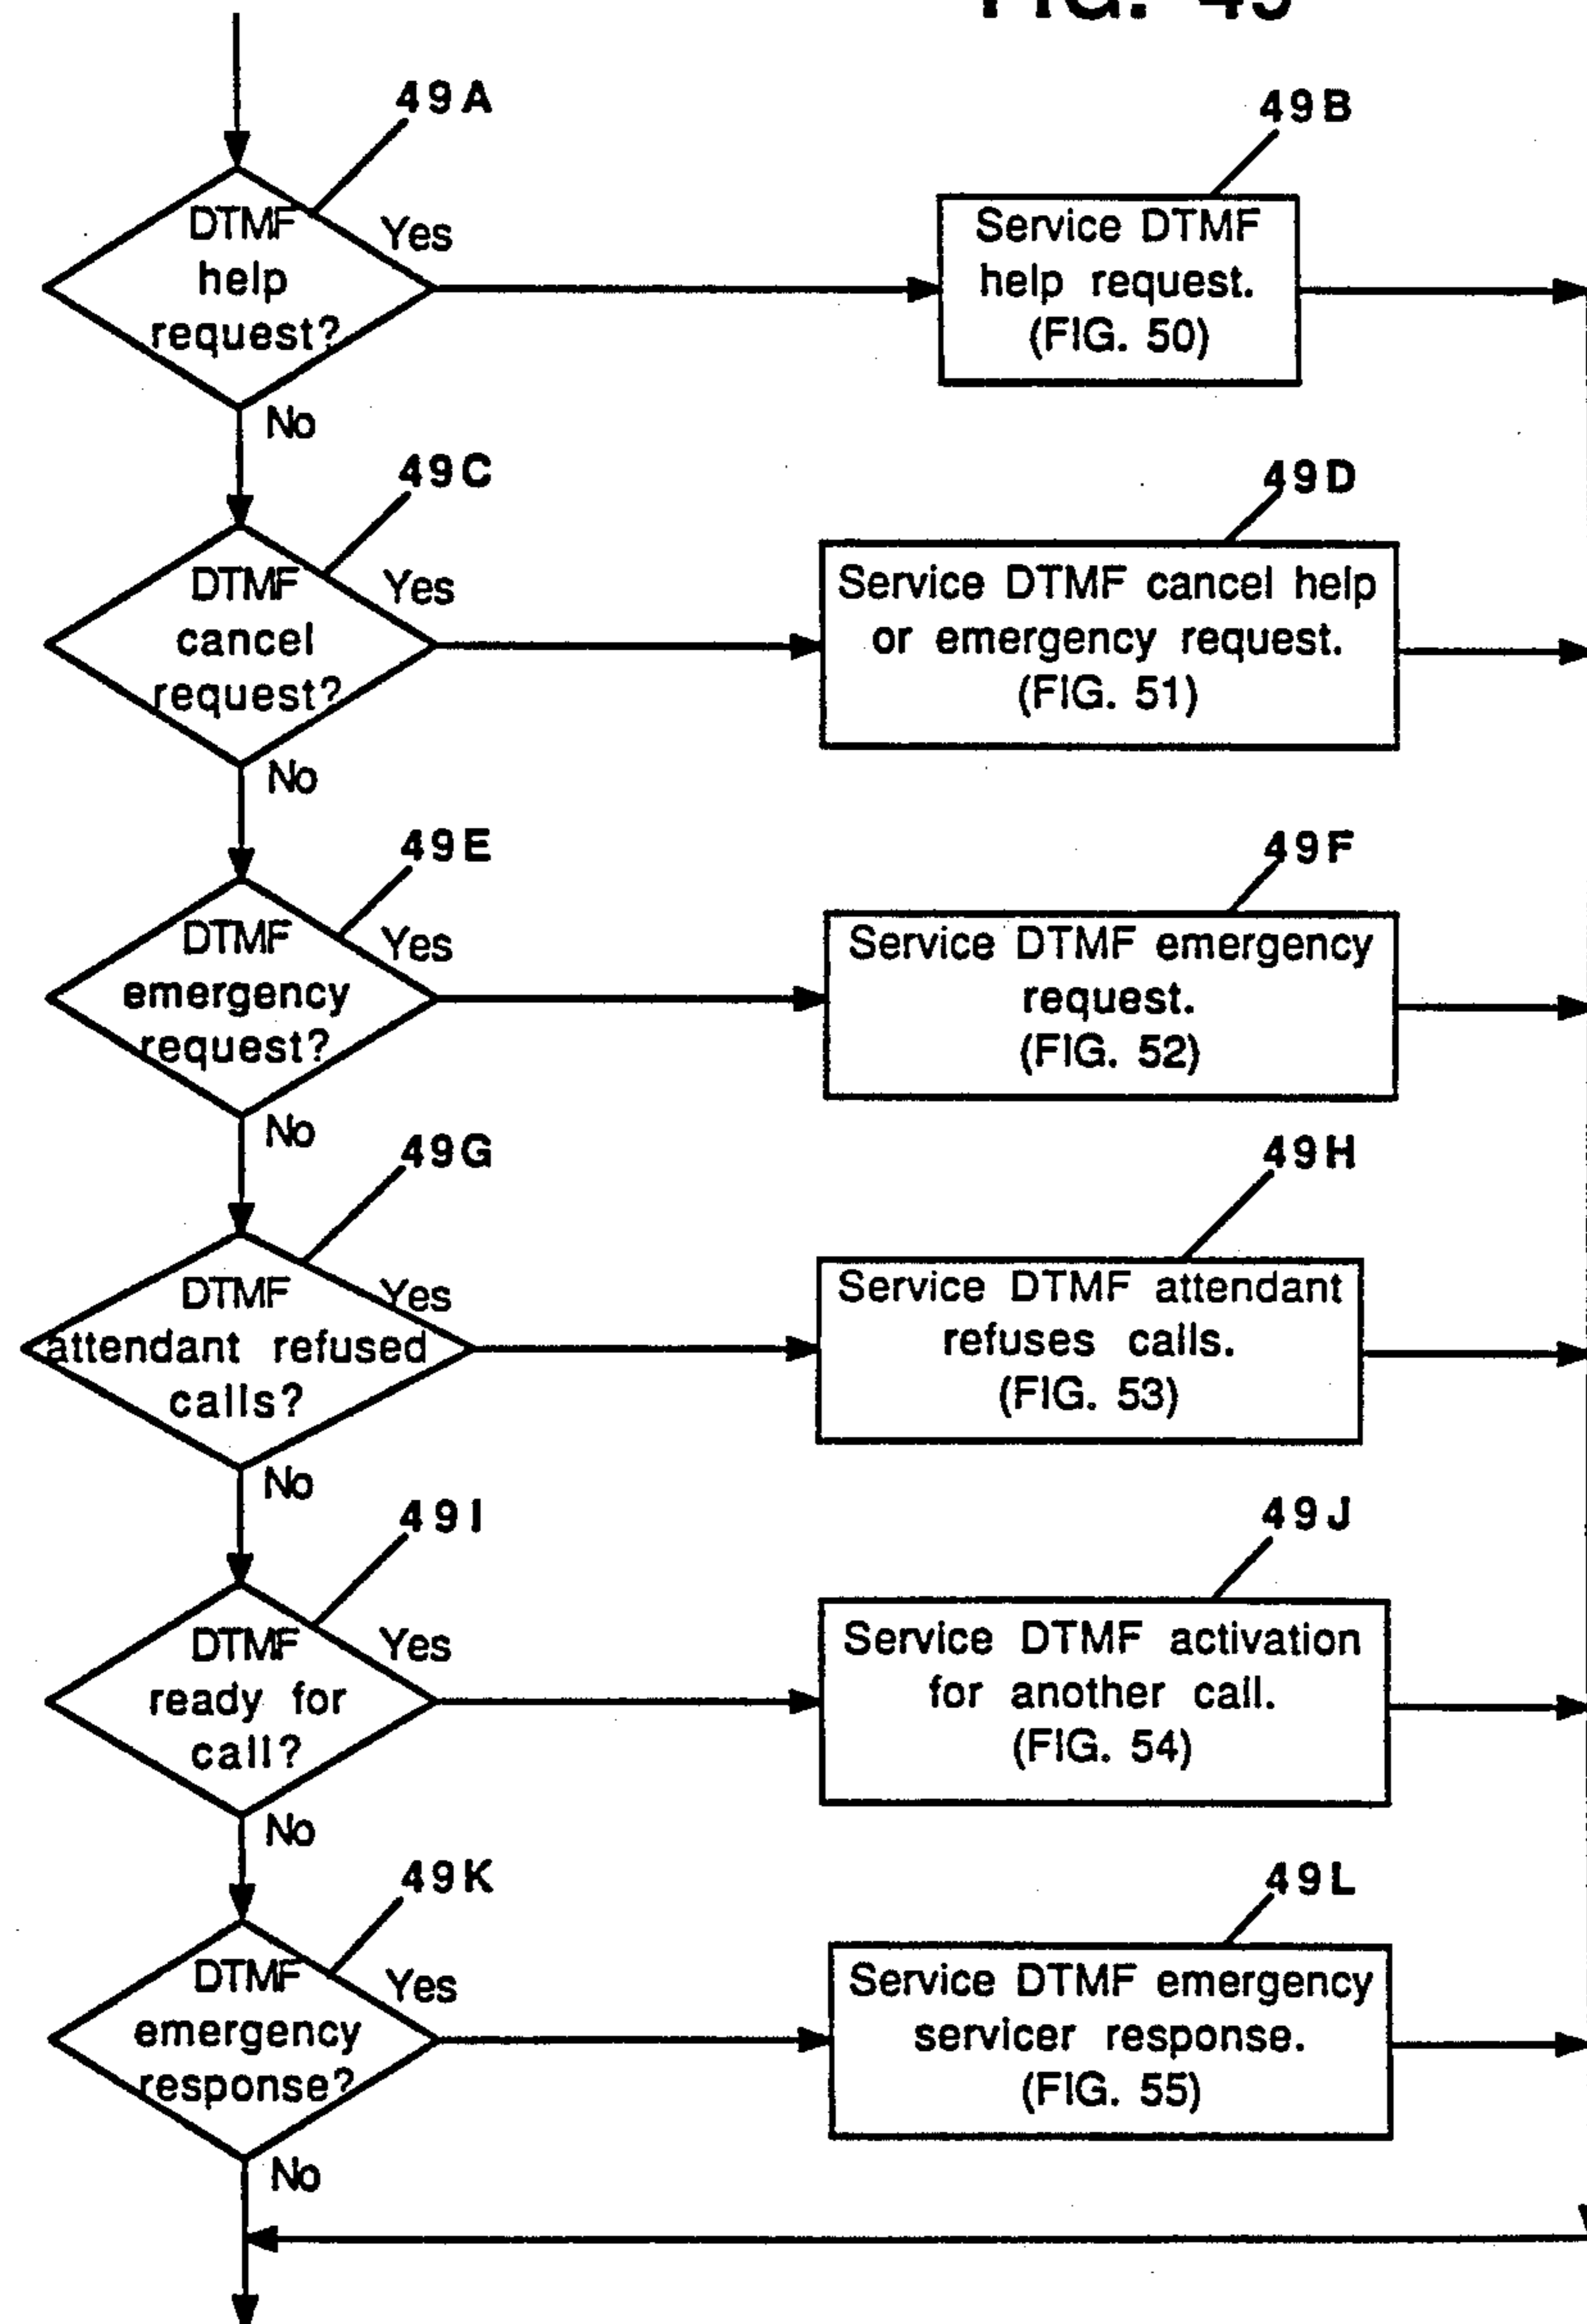 FIG. 49
49A
49B
DTMF
help
request?
Yes
Service DTMF
help request.
(FIG. 50)
No
49C
49D
DTMF
cancel
request?
Yes
Service DTMF cancel help
or emergency request.
(FIG. 51)
No
49E
49F
DTMF
emergency
request?
Yes
Service DTMF emergency
request.
(FIG. 52)
No
49G
49H
DTMF
attendant refused
calls?
Yes
Service DTMF attendant
refuses calls.
(FIG. 53)
No
49I
49J
DTMF
ready for
call?
Yes
Service DTMF activation
for another call.
(FIG. 54)
No
49K
49L
DTMF
emergency
response?
Yes
Service DTMF emergency
servicer response.
(FIG. 55)
No